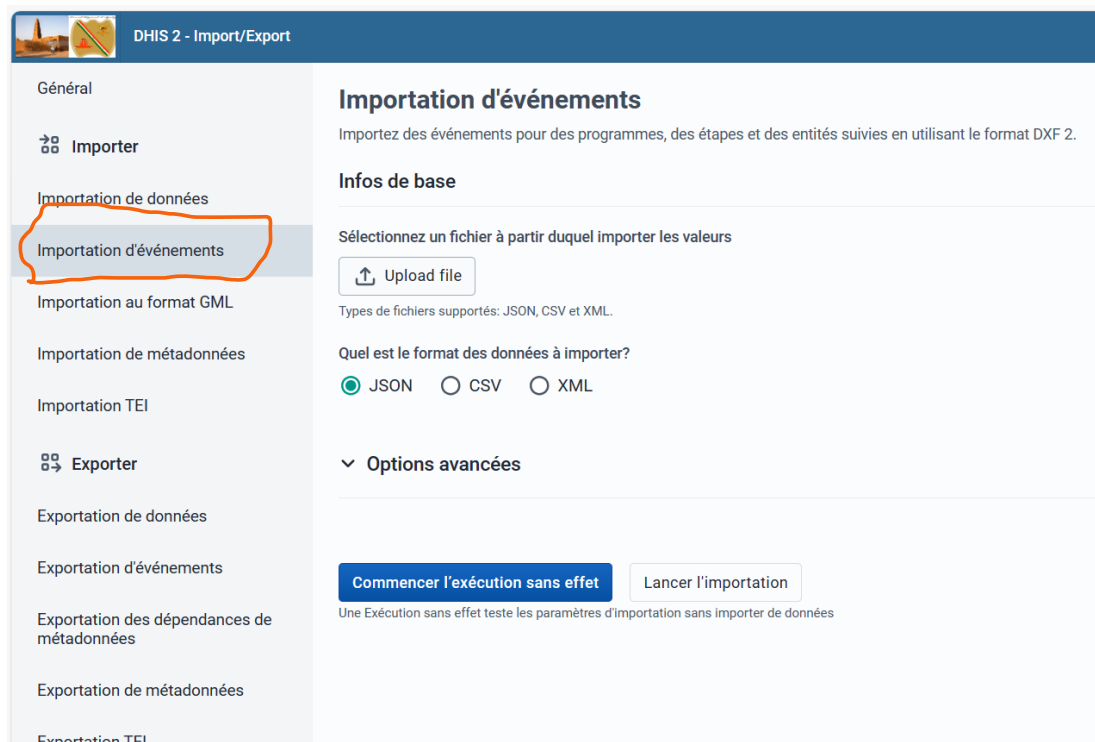 DHIS 2 - Import/Export
Général
Importer
Importation de données
Importation d'événements
Importation au format GML
Importation de métadonnées
Importation TEI
Exporter
Exportation de données
Exportation d'événements
Exportation des dépendances de
métadonnées
Exportation de métadonnées
Exportation TEI
Importation d'événements
Importez des événements pour des programmes, des étapes et des entités suivies en utilisant le format DXF 2.
Infos de base
Sélectionnez un fichier à partir duquel importer les valeurs
Upload file
Types de fichiers supportés: JSON, CSV et XML.
Quel est le format des données à importer?
JSON CSV XML
Options avancées
Commencer l'exécution sans effet Lancer l'importation
Une Exécution sans effet teste les paramètres d'importation sans importer de données